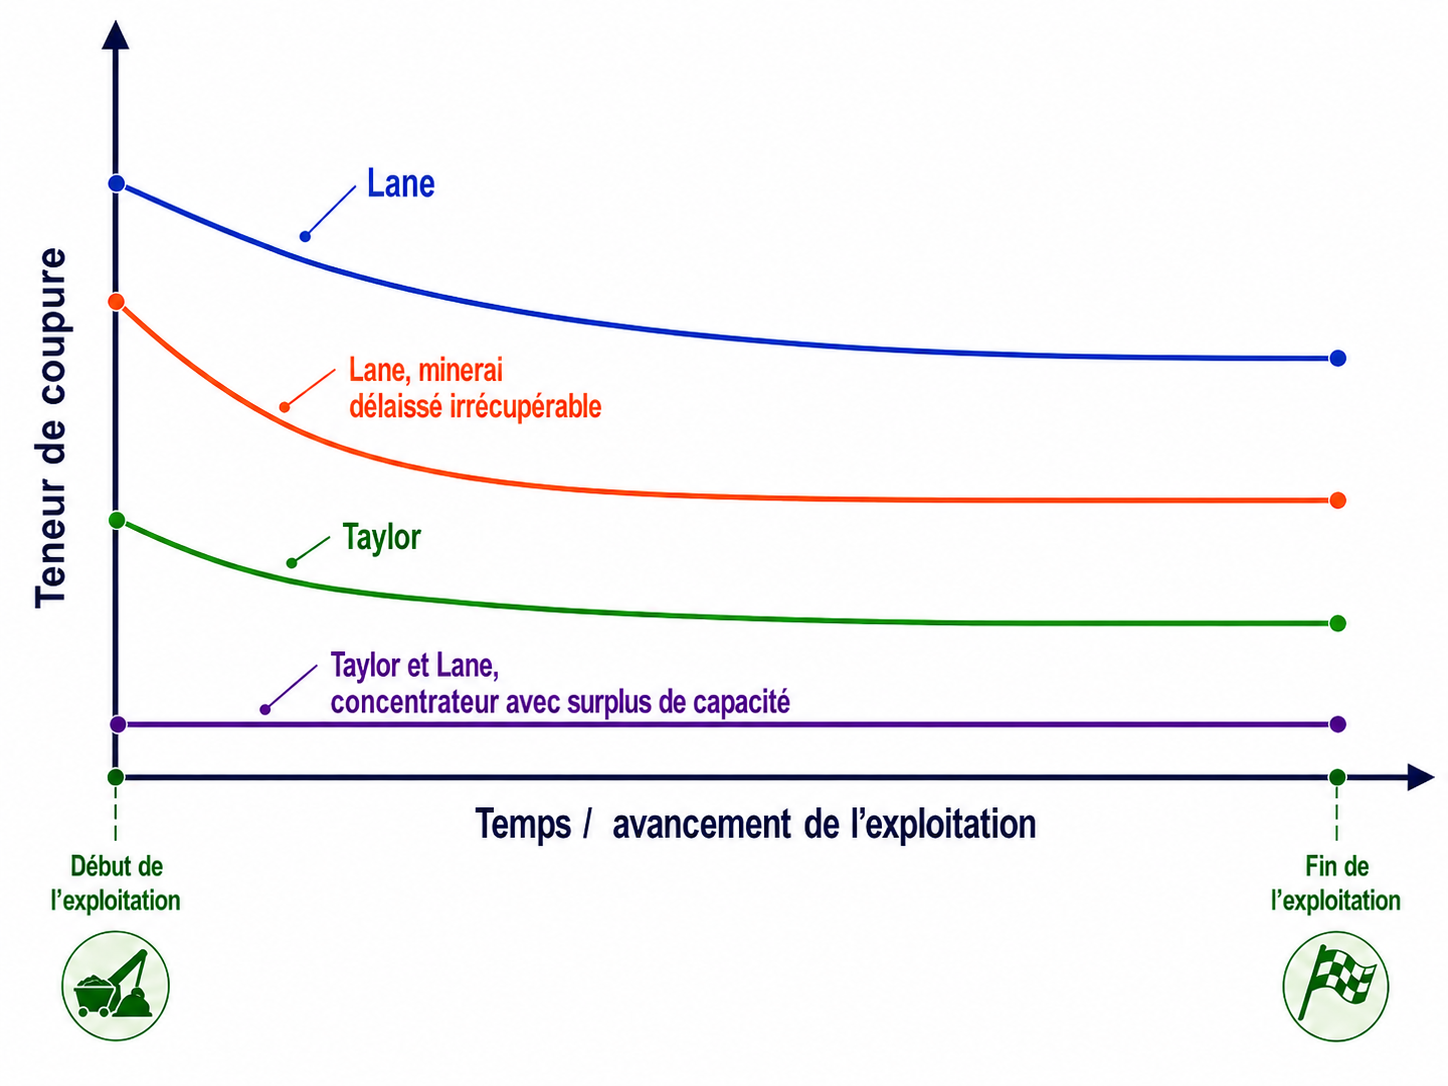 Teneur de coupure
Lane
Lane, minerai
délaissé irrécupérable
Taylor
Taylor et Lane,
concentrateur avec surplus de capacité
Temps / avancement de l’exploitation
Début de
l’exploitation
Fin de
l’exploitation